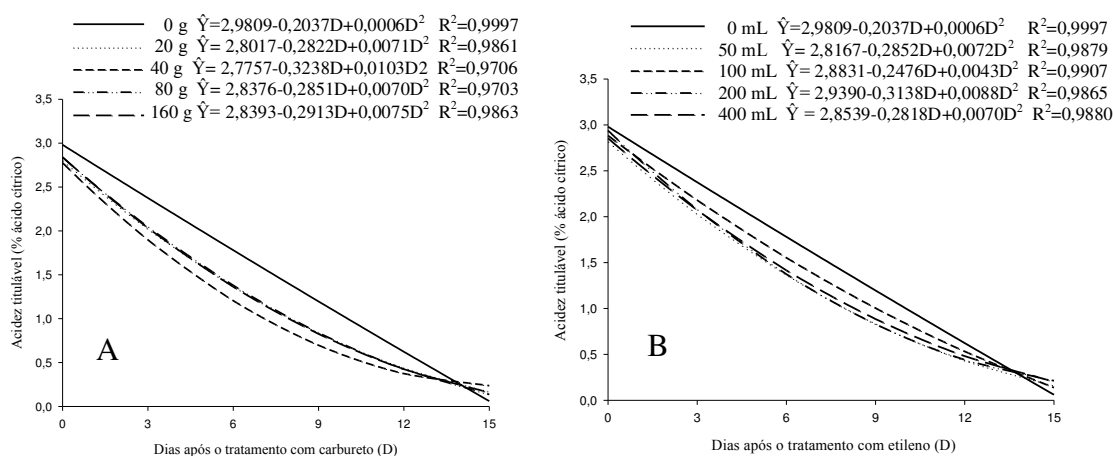 0 g Ŷ=2,9809-0,2037D+0,0006D² R²=0,9997
20 g Ŷ= 2,8017-0,2822D+0,0071D² R²=0,9861
40 g Ŷ= 2,7757-0,3238D+0,0103D2 R²=0,9706
80 g Ŷ= 2,8376-0,2851D+0,0070D² R²=0,9703
160 g Ŷ= 2,8393-0,2913D+0,0075D² R²=0,9863
3,5
3,0
2,5
2,0
1,5
1,0
0,5
0,0
Acidez titulável (% ácido cítrico)
A
0 3 6 9 12 15
Dias após o tratamento com carbureto (D)
0 mL Ŷ=2,9809-0,2037D+0,0006D² R²=0,9997
50 mL Ŷ= 2,8167-0,2852D+0,0072D² R²=0,9879
100 mL Ŷ=2,8831-0,2476D+0,0043D² R²=0,9907
200 mL Ŷ=2,9390-0,3138D+0,0088D² R²=0,9865
400 mL Ŷ =2,8539-0,2818D+0,0070D² R²=0,9880
3,5
3,0
2,5
2,0
1,5
1,0
0,5
0,0
Acidez titulável (% ácido cítrico)
B
0 3 6 9 12 15
Dias após o tratamento com etileno (D)